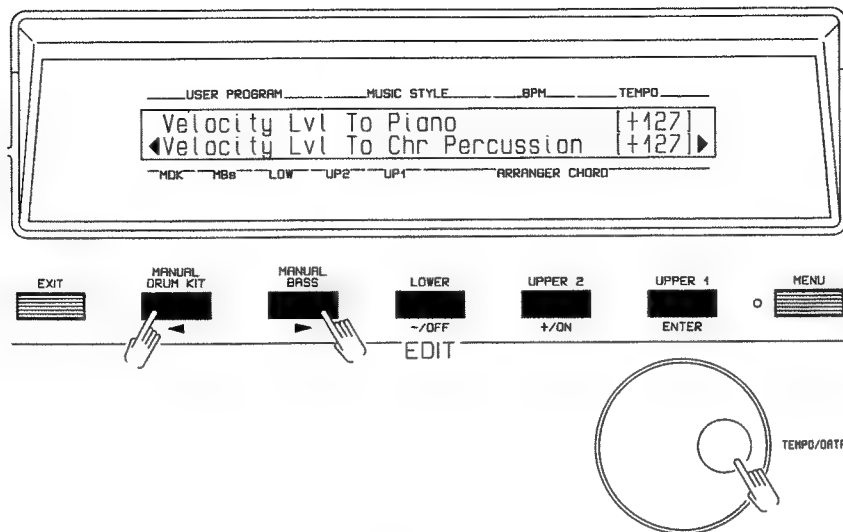 USER PROGRAM MUSIC STYLE BPM TEMPO
Velocity Lvl To Piano [+127]
◀Velocity Lvl To Chr Percussion [+127]▶
MDK MBs LOW UP2 UP1 ARRANGER CHORD
EXIT MANUAL DRUM KIT MANUAL BASS LOWER UPPER 2 UPPER 1 MENU
◀ ▶ -/OFF +/ON ENTER
EDIT
TEMPO/DATA